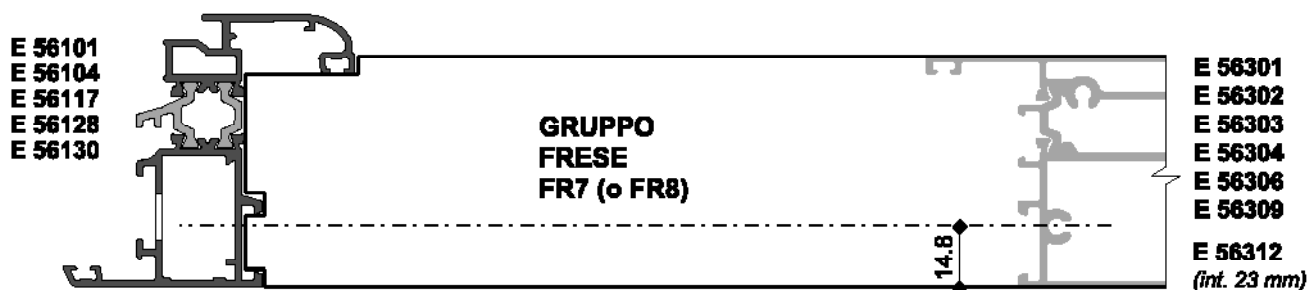 E 56101
E 56104
E 56117
E 56128
E 56130
GRUPPO
FRESE
FR7 (o FR8)
14.8
E 56301
E 56302
E 56303
E 56304
E 56306
E 56309
E 56312
(int. 23 mm)